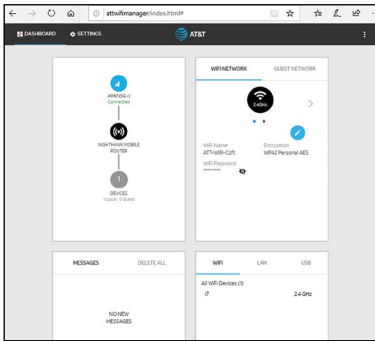 attwifimanager/index.html#
DASHBOARD
SETTINGS
AT&T
AT&T(5G+)
Connected
NIGHTHAWK MOBILE
ROUTER
1
DEVICES
1 Local 0 Guest
WIFI NETWORK
GUEST NETWORK
2.4GHz
WiFi Name
ATT-WIFI-Czfc
Encryption
WPA2 Personal AES
WiFi Password
********
MESSAGES
DELETE ALL
NO NEW
MESSAGES
WIFI
LAN
USB
All WiFi Devices (1)
i7
2.4 GHz